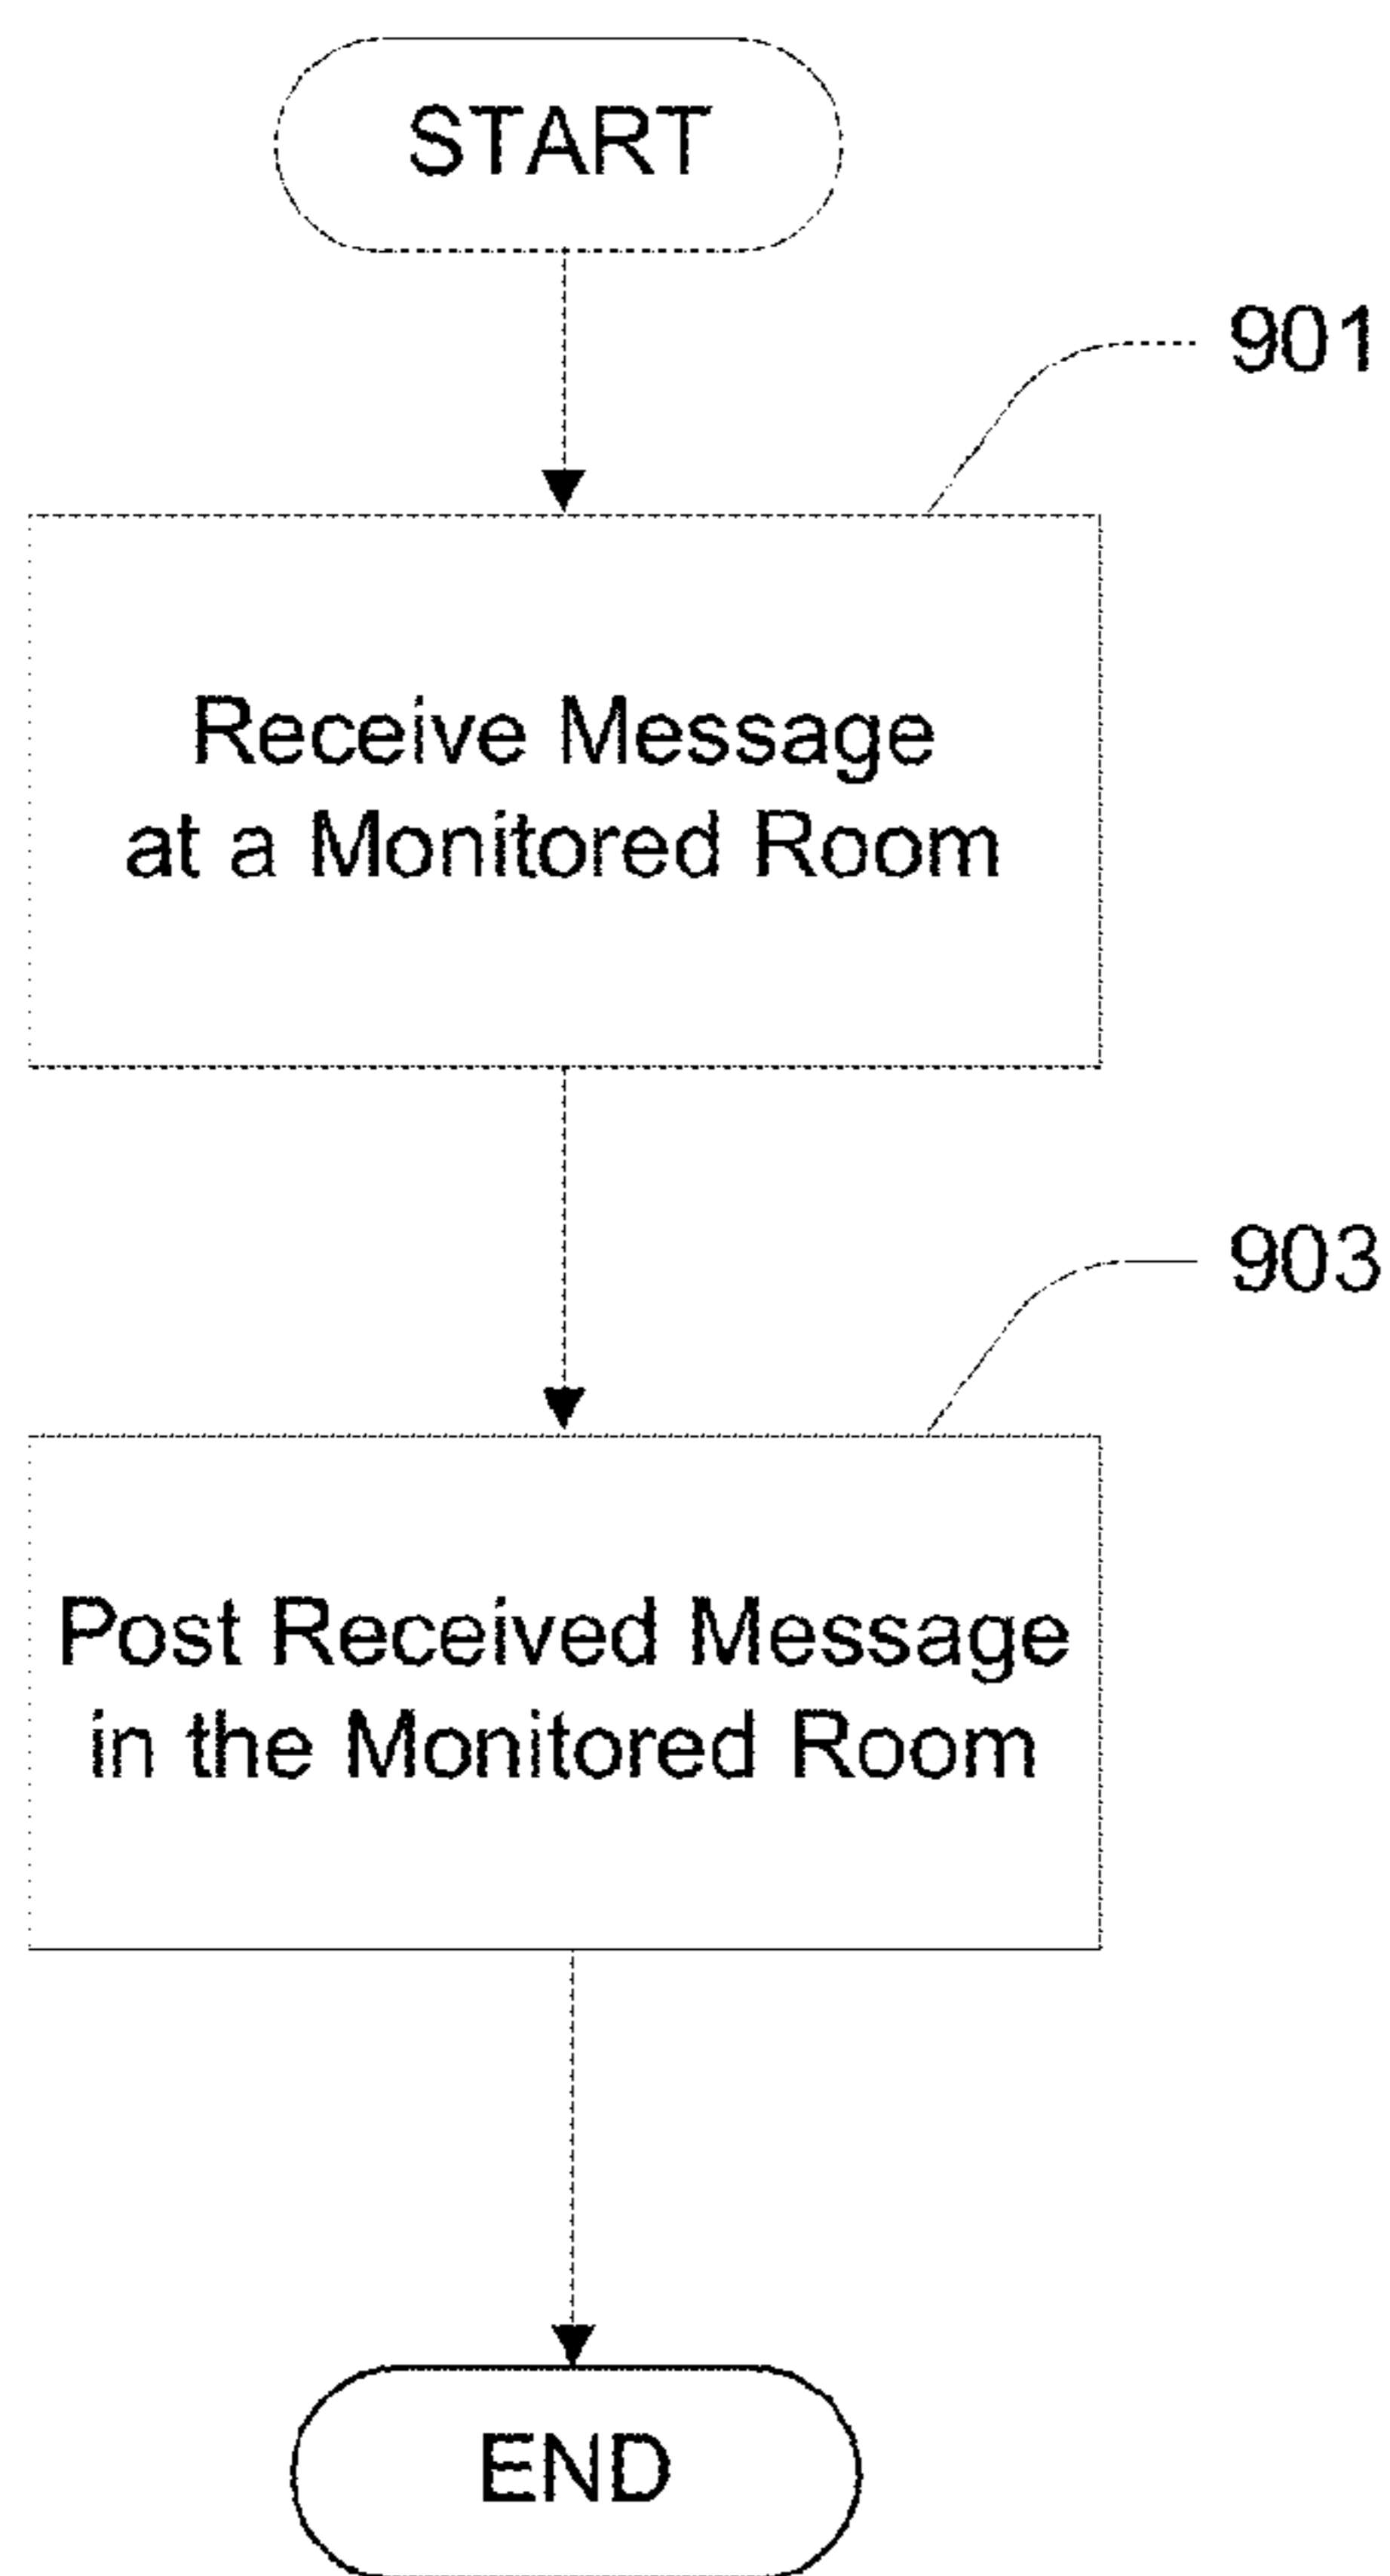 START
901
Receive Message
at a Monitored Room
903
Post Received Message
in the Monitored Room
END